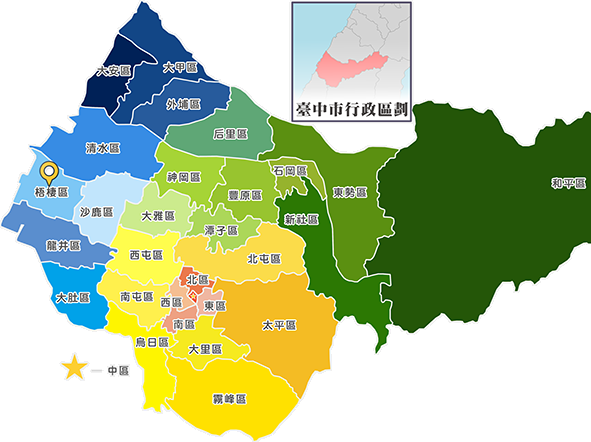 臺中市行政區劃
大安區
大甲區
外埔區
后里區
清水區
神岡區
石岡區
和平區
梧棲區
沙鹿區
大雅區
豐原區
東勢區
新社區
潭子區
龍井區
西屯區
北屯區
大肚區
南屯區
北區
西區
東區
南區
太平區
烏日區
大里區
中區
霧峰區